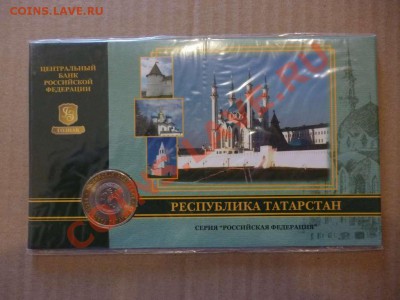 COINS.LAVE.RU
ЦЕНТРАЛЬНЫЙ
БАНК
РОССИЙСКОЙ
ФЕДЕРАЦИИ
РЕСПУБЛИКА ТАТАРСТАН
СЕРИЯ "РОССИЙСКАЯ ФЕДЕРАЦИЯ"